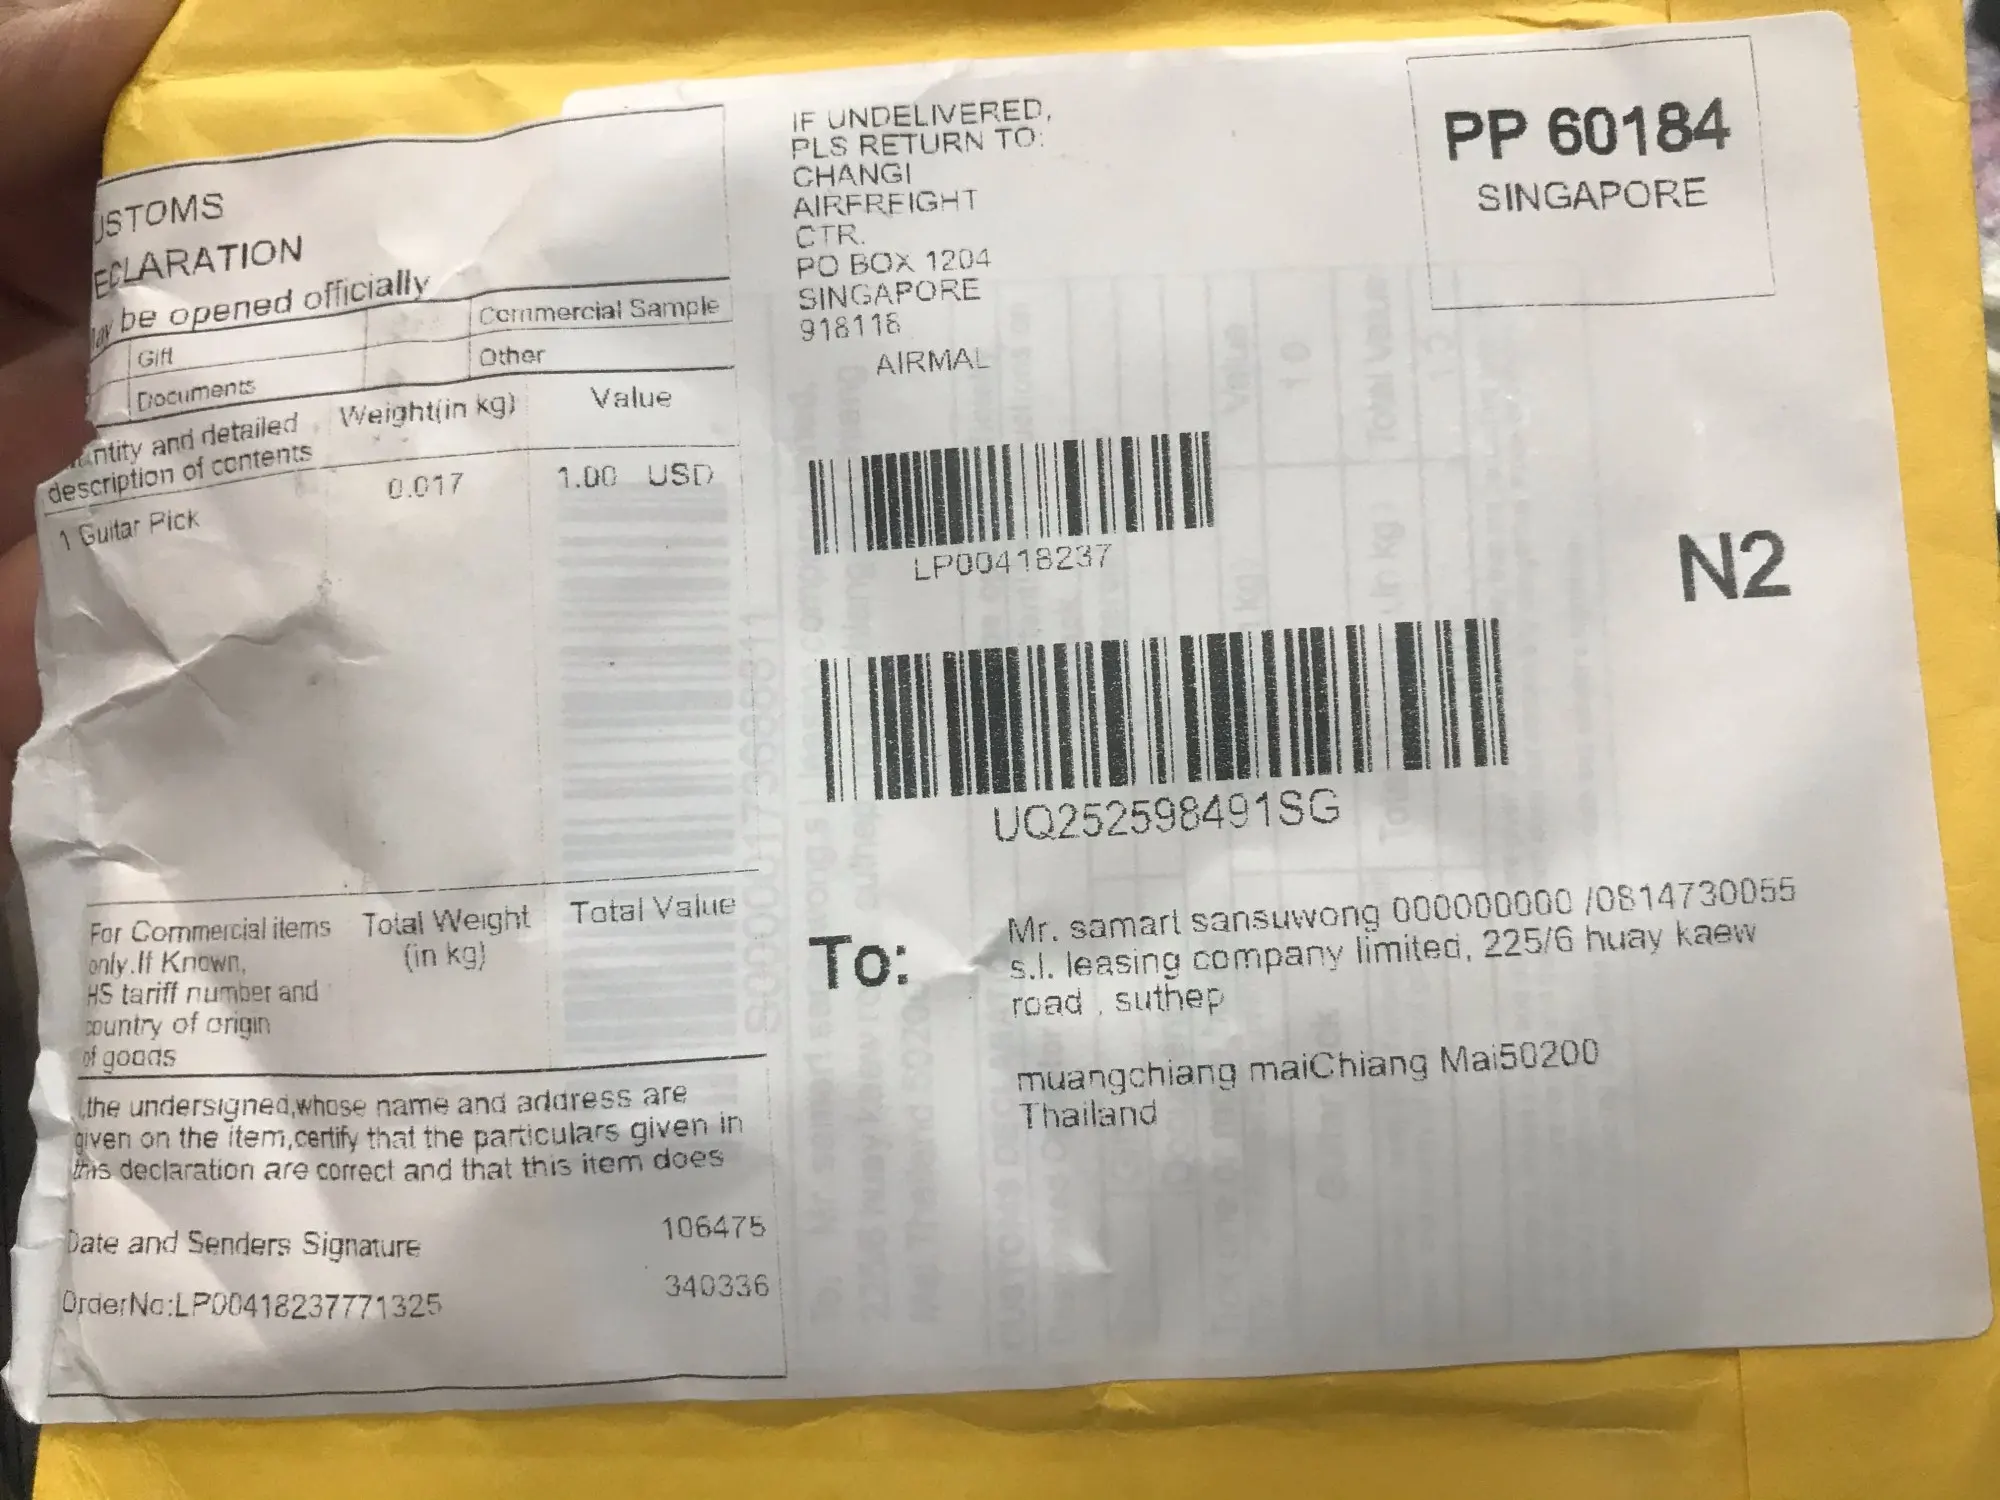 USTOMS
ECLARATION
ay be opened officially
Gift
Commercial Sample
Documents
Other
ntity and detailed
description of contents
Weight(in kg)
Value
1 Guitar Pick
0.017
1.00 USD
For Commercial items
only.If Known,
HS tariff number and
country of origin
of goods
Total Weight
(in kg)
Total Value
,the undersigned,whose name and address are
given on the item,certify that the particulars given in
this declaration are correct and that this item does
Date and Senders Signature
106475
340336
OrderNo:LP00418237771325
IF UNDELIVERED,
PLS RETURN TO:
CHANGI
AIRFREIGHT
CTR.
PO BOX 1204
SINGAPORE
918116
AIRMAL
PP 60184
SINGAPORE
LP00418237
N2
UQ252598491SG
To:
Mr. samart sansuwong 000000000 /0814730055
s.l. leasing company limited, 225/6 huay kaew
road , suthep
muangchiang maiChiang Mai50200
Thailand